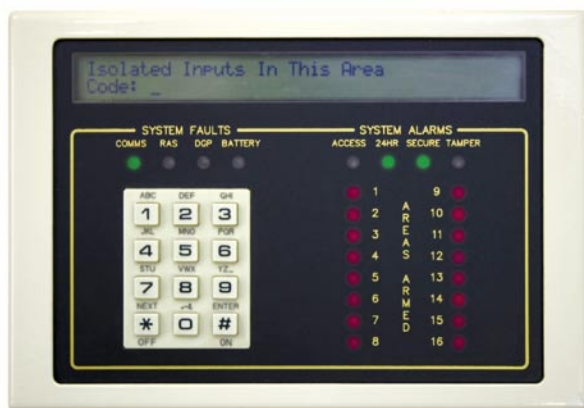 Isolated Inputs In This Area
Code: _
SYSTEM FAULTS
COMMS RAS DGP BATTERY
SYSTEM ALARMS
ACCESS 24HR SECURE TAMPER
ABC DEF GHI
1 2 3
JKL MNO PQR
4 5 6
STU VWX YZ_
7 8 9
NEXT ENTER
* 0 #
OFF ON
1 9
2 10
3 11
4 12
5 13
6 14
7 15
8 16
AREAS ARMED